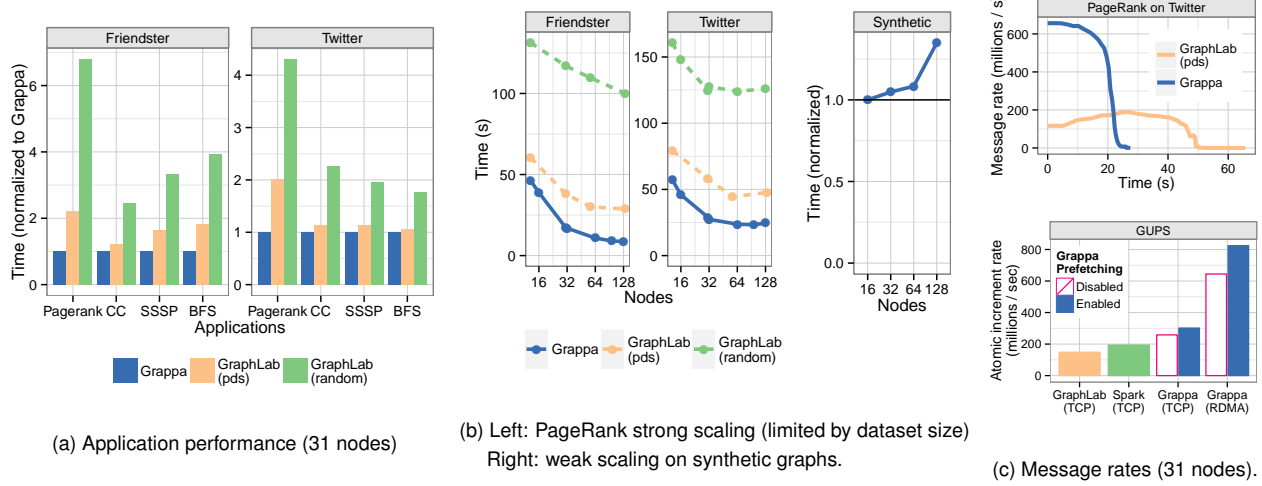 Friendster
Twitter
Time (normalized to Grappa)
6
4
2
0
4
3
2
1
0
Pagerank CC SSSP BFS
Pagerank CC SSSP BFS
Applications
Grappa
GraphLab
(pds)
GraphLab
(random)
(a) Application performance (31 nodes)
Friendster
Twitter
Synthetic
Time (s)
100
50
0
150
100
50
0
16 32 64 128
16 32 64 128
Nodes
Time (normalized)
1.0
0.0
16 32 64 128
Nodes
Grappa
GraphLab
(pds)
GraphLab
(random)
(b) Left: PageRank strong scaling (limited by dataset size)
Right: weak scaling on synthetic graphs.
PageRank on Twitter
Message rate (millions / s
600
400
200
0
GraphLab
(pds)
Grappa
0 20 40 60
Time (s)
GUPS
Atomic increment rate
(millions / sec)
800
600
400
200
0
Grappa
Prefetching
Disabled
Enabled
GraphLab
(TCP)
Spark
(TCP)
Grappa
(TCP)
Grappa
(RDMA)
(c) Message rates (31 nodes).